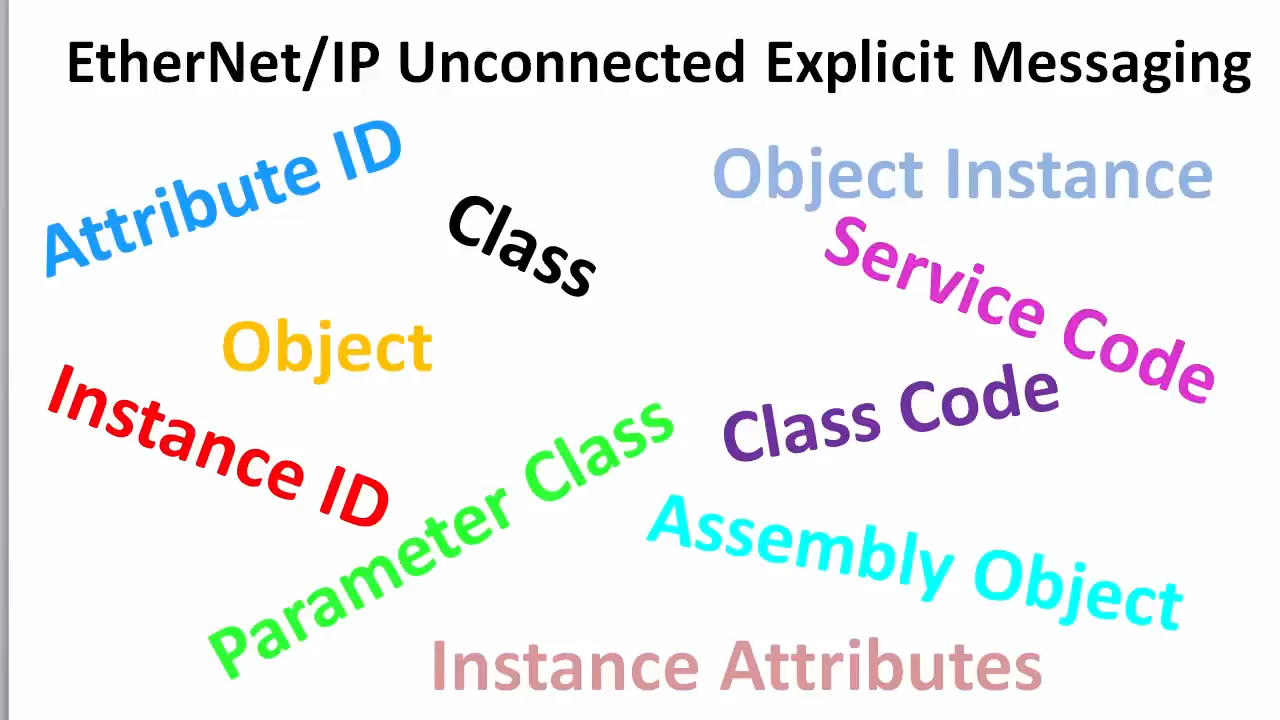 EtherNet/IP Unconnected Explicit Messaging
Attribute ID
Class
Object Instance
Service Code
Object
Instance ID
Class Code
Parameter Class
Assembly Object
Instance Attributes